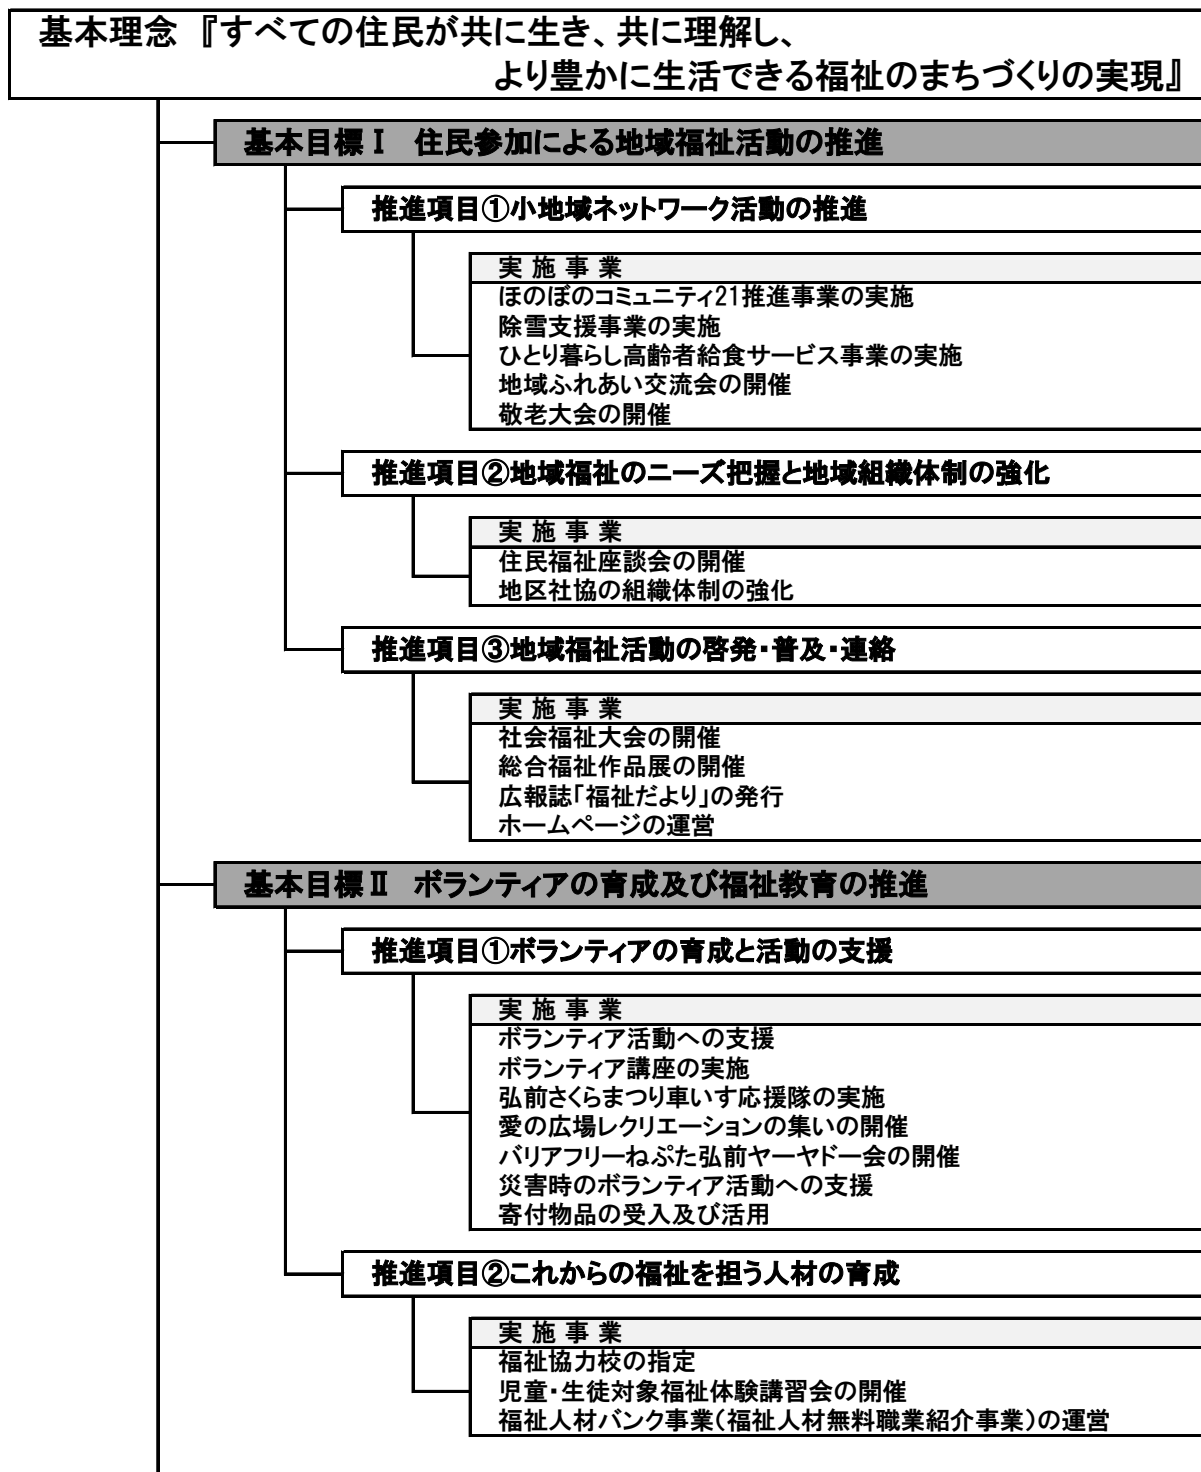 基本理念 『すべての住民が共に生き、共に理解し、
より豊かに生活できる福祉のまちづくりの実現』
基本目標Ⅰ 住民参加による地域福祉活動の推進
推進項目①小地域ネットワーク活動の推進
実 施 事 業
ほのぼのコミュニティ21推進事業の実施
除雪支援事業の実施
ひとり暮らし高齢者給食サービス事業の実施
地域ふれあい交流会の開催
敬老大会の開催
推進項目②地域福祉のニーズ把握と地域組織体制の強化
実 施 事 業
住民福祉座談会の開催
地区社協の組織体制の強化
推進項目③地域福祉活動の啓発・普及・連絡
実 施 事 業
社会福祉大会の開催
総合福祉作品展の開催
広報誌「福祉だより」の発行
ホームページの運営
基本目標Ⅱ ボランティアの育成及び福祉教育の推進
推進項目①ボランティアの育成と活動の支援
実 施 事 業
ボランティア活動への支援
ボランティア講座の実施
弘前さくらまつり車いす応援隊の実施
愛の広場レクリエーションの集いの開催
バリアフリーねぷた弘前ヤーヤドー会の開催
災害時のボランティア活動への支援
寄付物品の受入及び活用
推進項目②これからの福祉を担う人材の育成
実 施 事 業
福祉協力校の指定
児童・生徒対象福祉体験講習会の開催
福祉人材バンク事業（福祉人材無料職業紹介事業）の運営